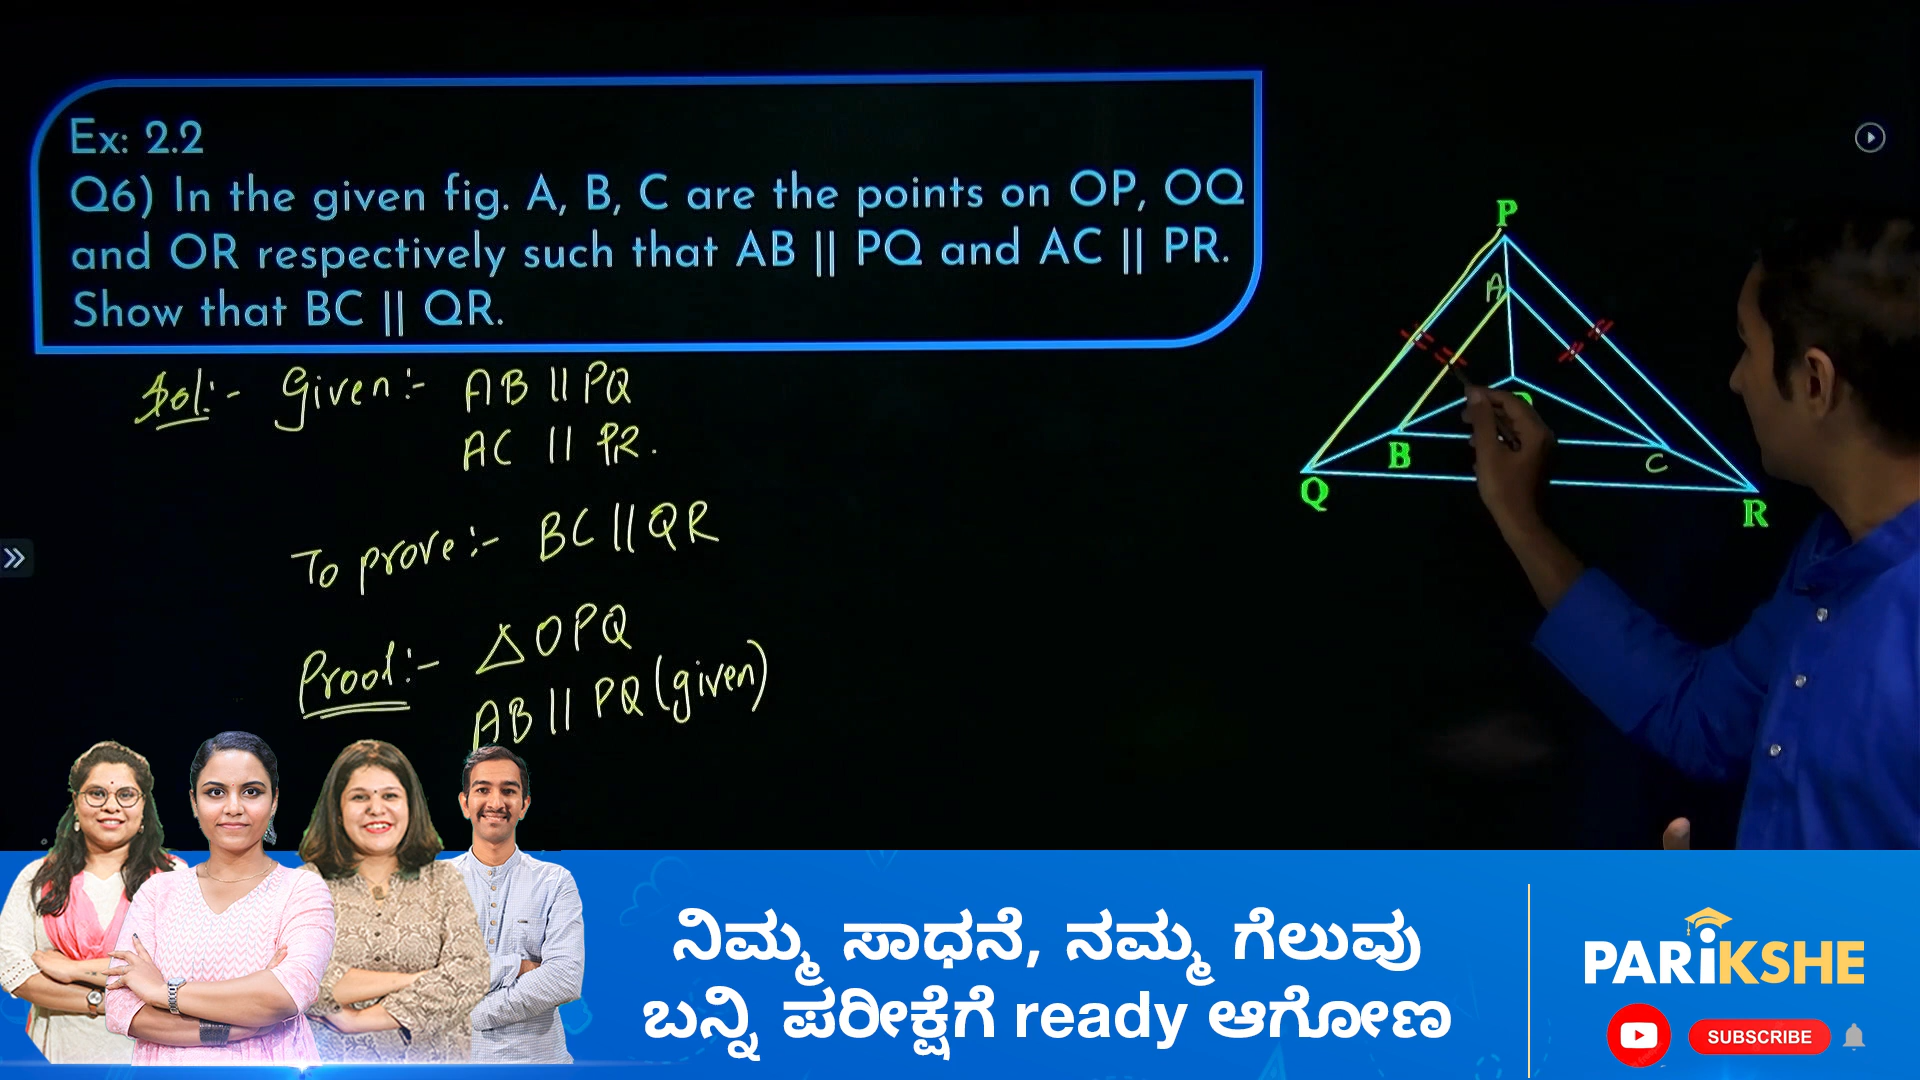 Ex: 2.2
Q6) In the given fig. A, B, C are the points on OP, OQ
and OR respectively such that AB || PQ and AC || PR.
Show that BC || QR.
Sol:- Given:- AB || PQ
AC || PR.
To prove:- BC || QR
Proof:- △OPQ
AB || PQ (given)
P
A
B
C
Q
R
ನಿಮ್ಮ ಸಾಧನೆ, ನಮ್ಮ ಗೆಲುವು
ಬನ್ನಿ ಪರೀಕ್ಷೆಗೆ ready ಆಗೋಣ
PARiKSHE
SUBSCRIBE